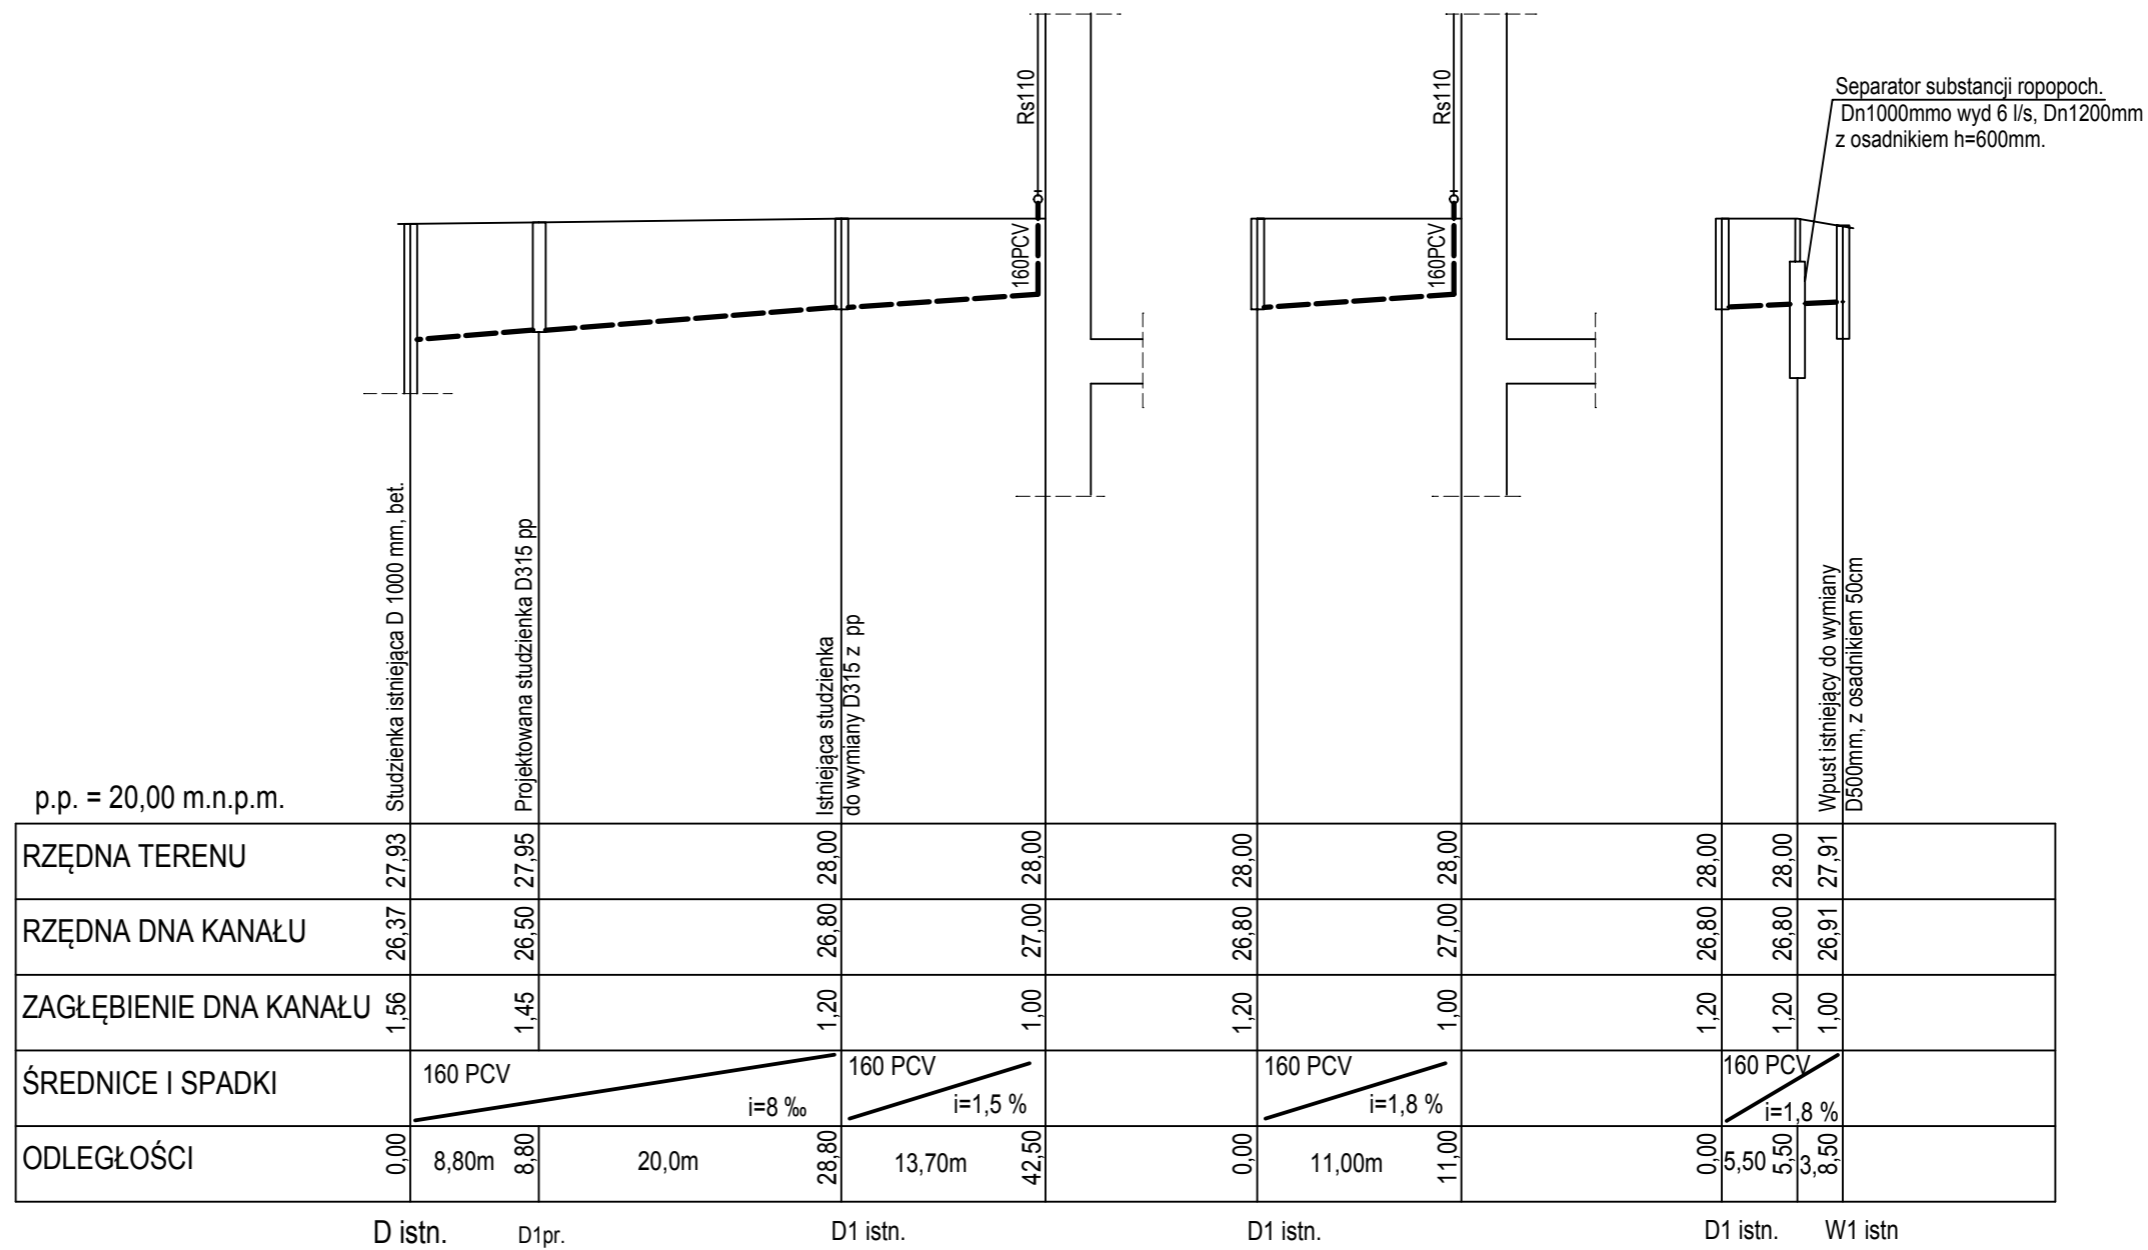 Rs110
Rs110
Separator substancji ropopoch.
Dn1000mmo wyd 6 l/s, Dn1200mm
z osadnikiem h=600mm.
160PCV
160PCV
Studzienka istniejąca D 1000 mm, bet.
Projektowana studzienka D315 pp
Istniejąca studzienka
do wymiany D315 z pp
Wpust istniejący do wymiany
D500mm, z osadnikiem 50cm
p.p. = 20,00 m.n.p.m.
RZĘDNA TERENU 27,93 27,95 28,00 28,00 28,00 28,00 28,00 28,00 27,91
RZĘDNA DNA KANAŁU 26,37 26,50 26,80 27,00 26,80 27,00 26,80 26,80 26,91
ZAGŁĘBIENIE DNA KANAŁU 1,56 1,45 1,20 1,00 1,20 1,00 1,20 1,20 1,00
ŚREDNICE I SPADKI 160 PCV i=8 ‰ 160 PCV i=1,5 % 160 PCV i=1,8 % 160 PCV i=1,8 %
ODLEGŁOŚCI 0,00 8,80m 8,80 20,0m 28,80 13,70m 42,50 0,00 11,00m 11,00 0,00 5,50 5,50 3, 8,50
D istn. D1pr. D1 istn. D1 istn. D1 istn. W1 istn